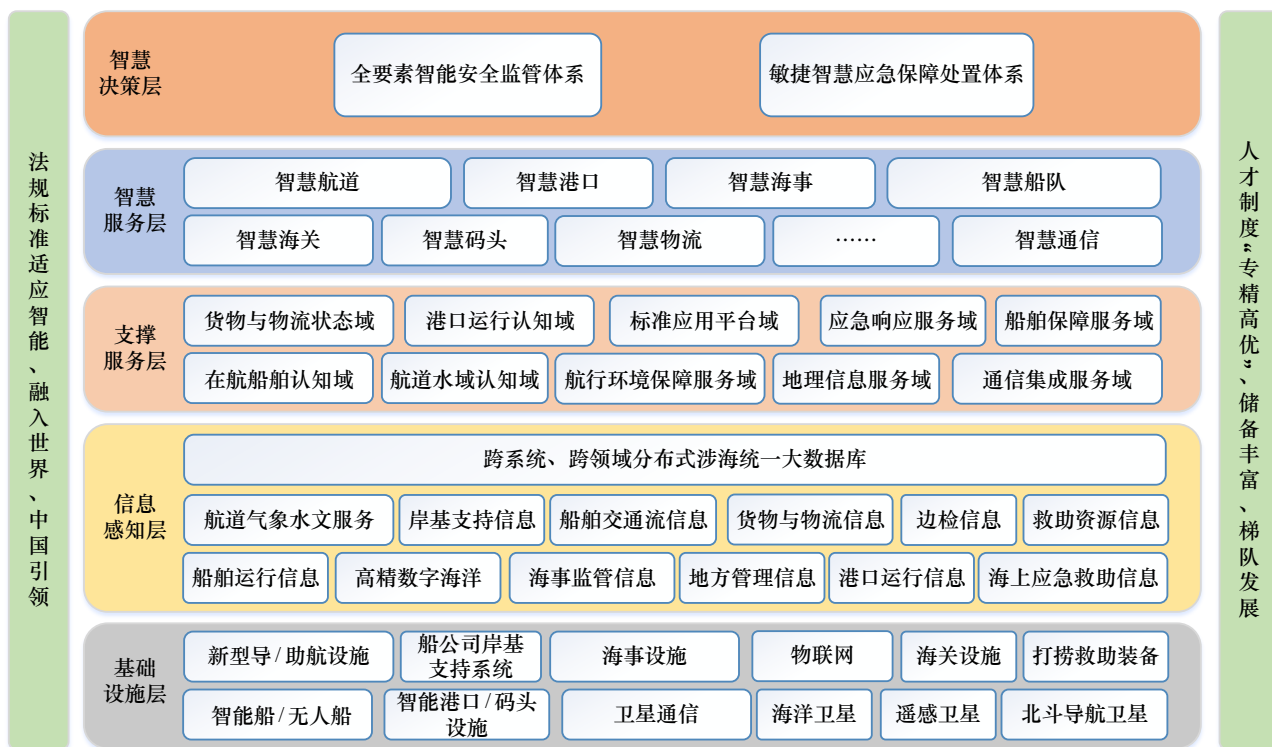 法规标准适应智能、融入世界、中国引领
智慧
决策层
全要素智能安全监管体系
敏捷智慧应急保障处置体系
智慧
服务层
智慧航道
智慧港口
智慧海事
智慧船队
智慧海关
智慧码头
智慧物流
……
智慧通信
支撑
服务层
货物与物流状态域
港口运行认知域
标准应用平台域
应急响应服务域
船舶保障服务域
在航船舶认知域
航道水域认知域
航行环境保障服务域
地理信息服务域
通信集成服务域
信息
感知层
跨系统、跨领域分布式涉海统一大数据库
航道气象水文服务
岸基支持信息
船舶交通流信息
货物与物流信息
边检信息
救助资源信息
船舶运行信息
高精数字海洋
海事监管信息
地方管理信息
港口运行信息
海上应急救助信息
基础
设施层
新型导/助航设施
船公司岸基
支持系统
海事设施
物联网
海关设施
打捞救助装备
智能船/无人船
智能港口/码头
设施
卫星通信
海洋卫星
遥感卫星
北斗导航卫星
人才制度“专精高优”、储备丰富、梯队发展